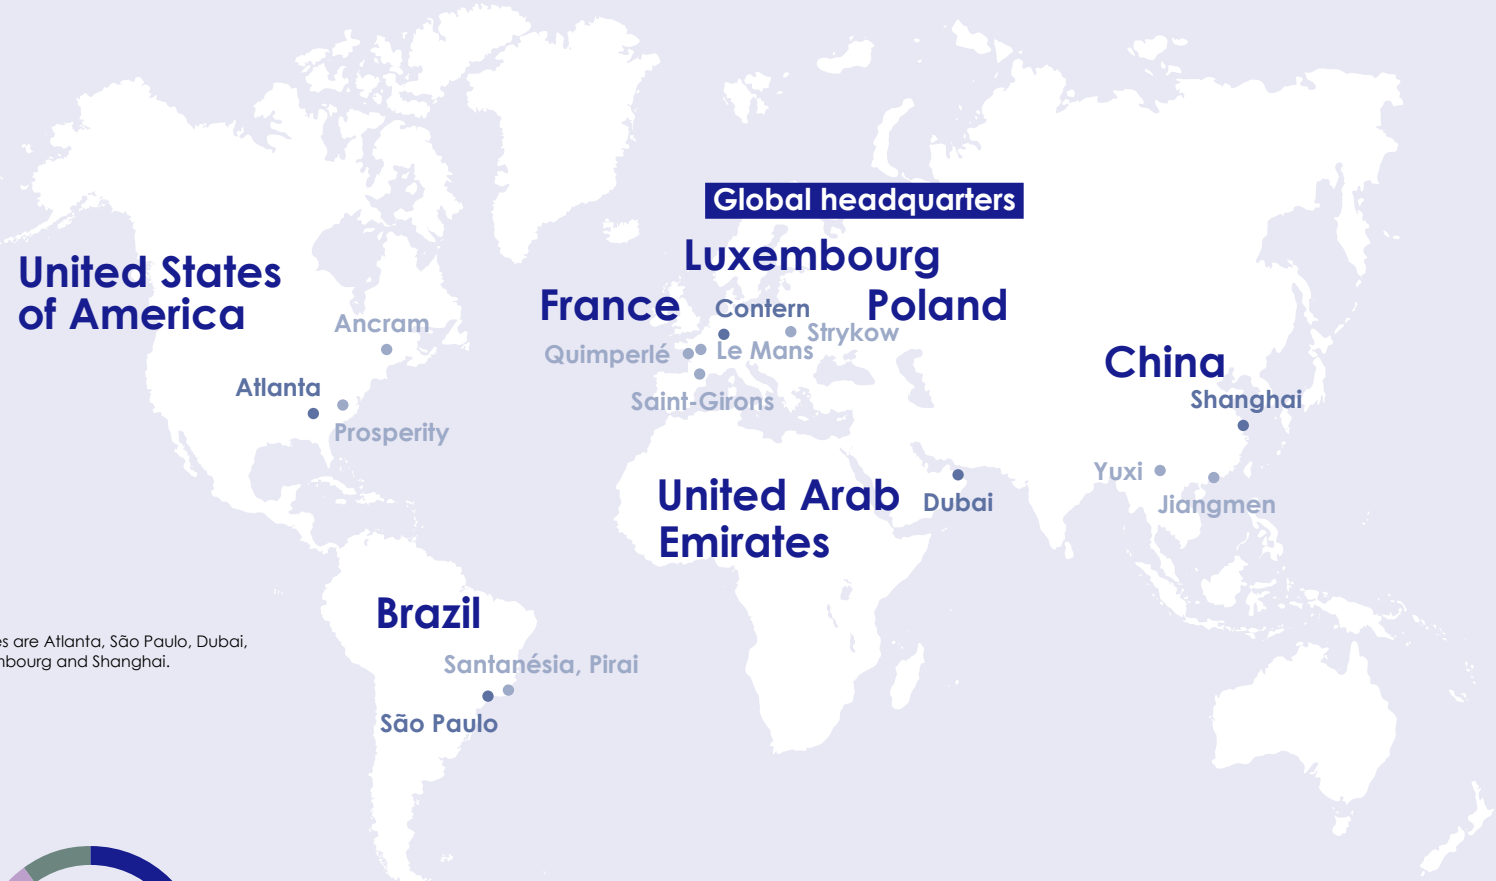 Global headquarters
Luxembourg
Contern
France
Quimperlé
Le Mans
Saint-Girons
Poland
Strykow
United States
of America
Ancram
Atlanta
Prosperity
China
Shanghai
Yuxi
Jiangmen
United Arab
Emirates
Dubai
Brazil
Santanésia, Pirai
São Paulo
are Atlanta, São Paulo, Dubai,
and Shanghai.